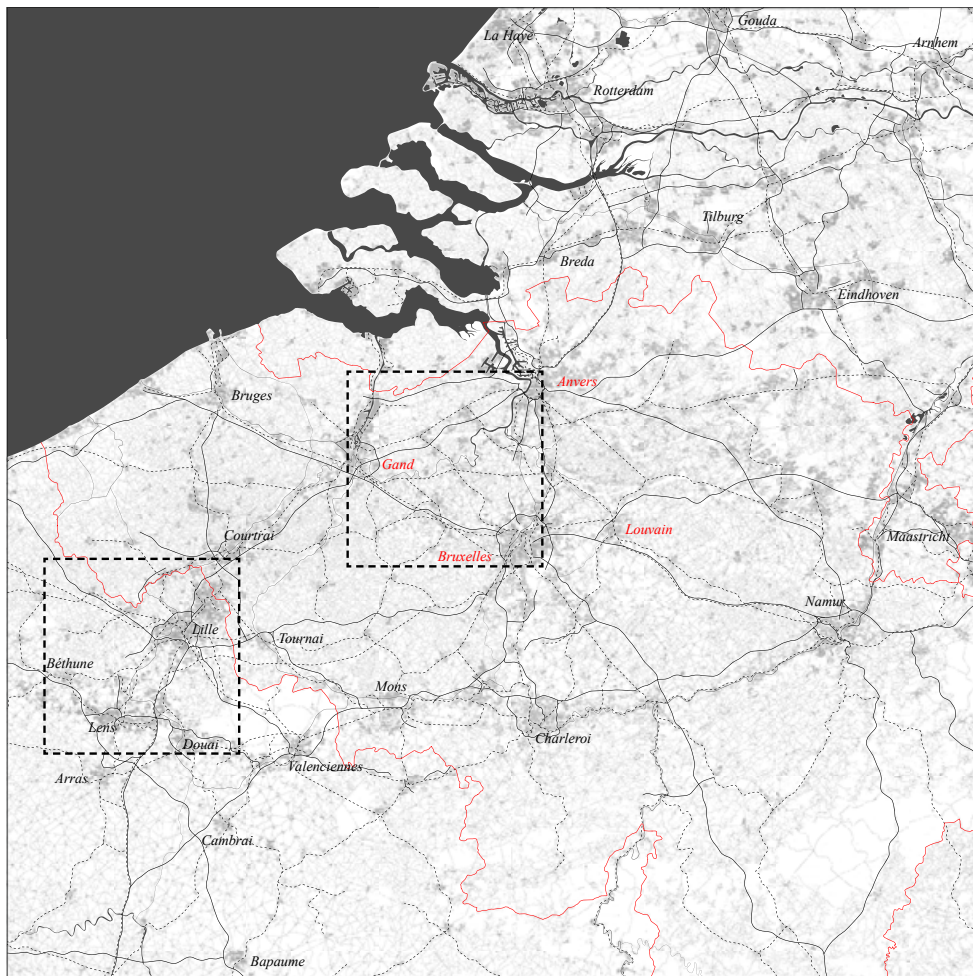 Gouda
La Haye
Arnhem
Rotterdam
Tilburg
Breda
Eindhoven
Anvers
Bruges
Gand
Louvain
Courtrai
Bruxelles
Maastricht
Namur
Lille
Tournai
Béthune
Mons
Lens
Douai
Charleroi
Valenciennes
Arras
Cambrai
Bapaume